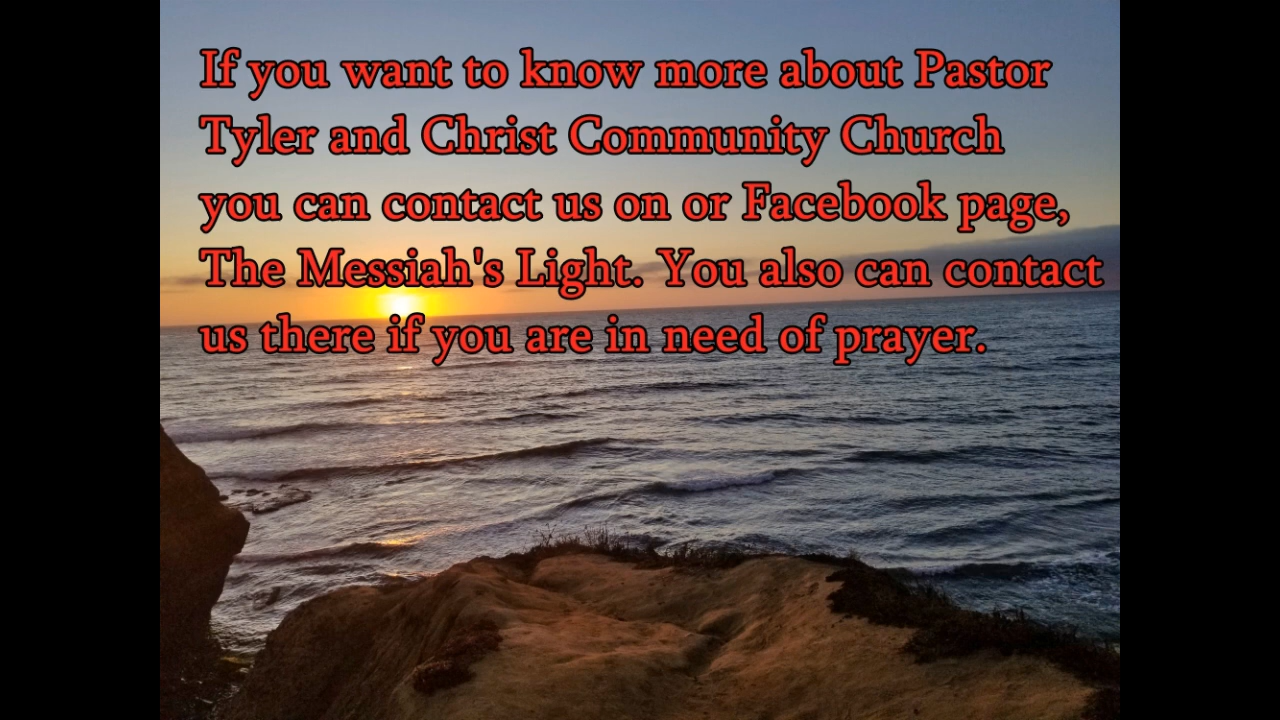 If you want to know more about Pastor
Tyler and Christ Community Church
you can contact us on or Facebook page,
The Messiah's Light. You also can contact
us there if you are in need of prayer.